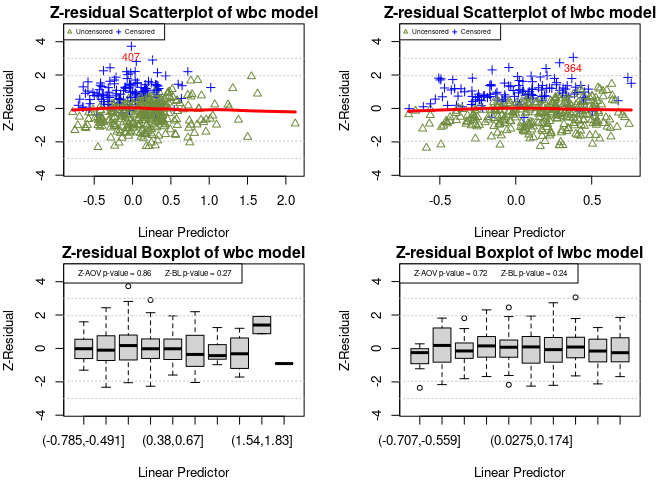 Z-residual Scatterplot of wbc model
Uncensored Censored
407
Z-Residual
4
2
0
-2
-4
-0.5 0.0 0.5 1.0 1.5 2.0
Linear Predictor
Z-residual Scatterplot of lwbc model
Uncensored Censored
364
Z-Residual
4
2
0
-2
-4
-0.5 0.0 0.5
Linear Predictor
Z-residual Boxplot of wbc model
Z-AOV p-value = 0.86 Z-BL p-value = 0.27
Z-Residual
4
2
0
-2
-4
(-0.785,-0.491] (0.38,0.67] (1.54,1.83]
Linear Predictor
Z-residual Boxplot of lwbc model
Z-AOV p-value = 0.72 Z-BL p-value = 0.24
Z-Residual
4
2
0
-2
-4
(-0.707,-0.559] (0.0275,0.174]
Linear Predictor